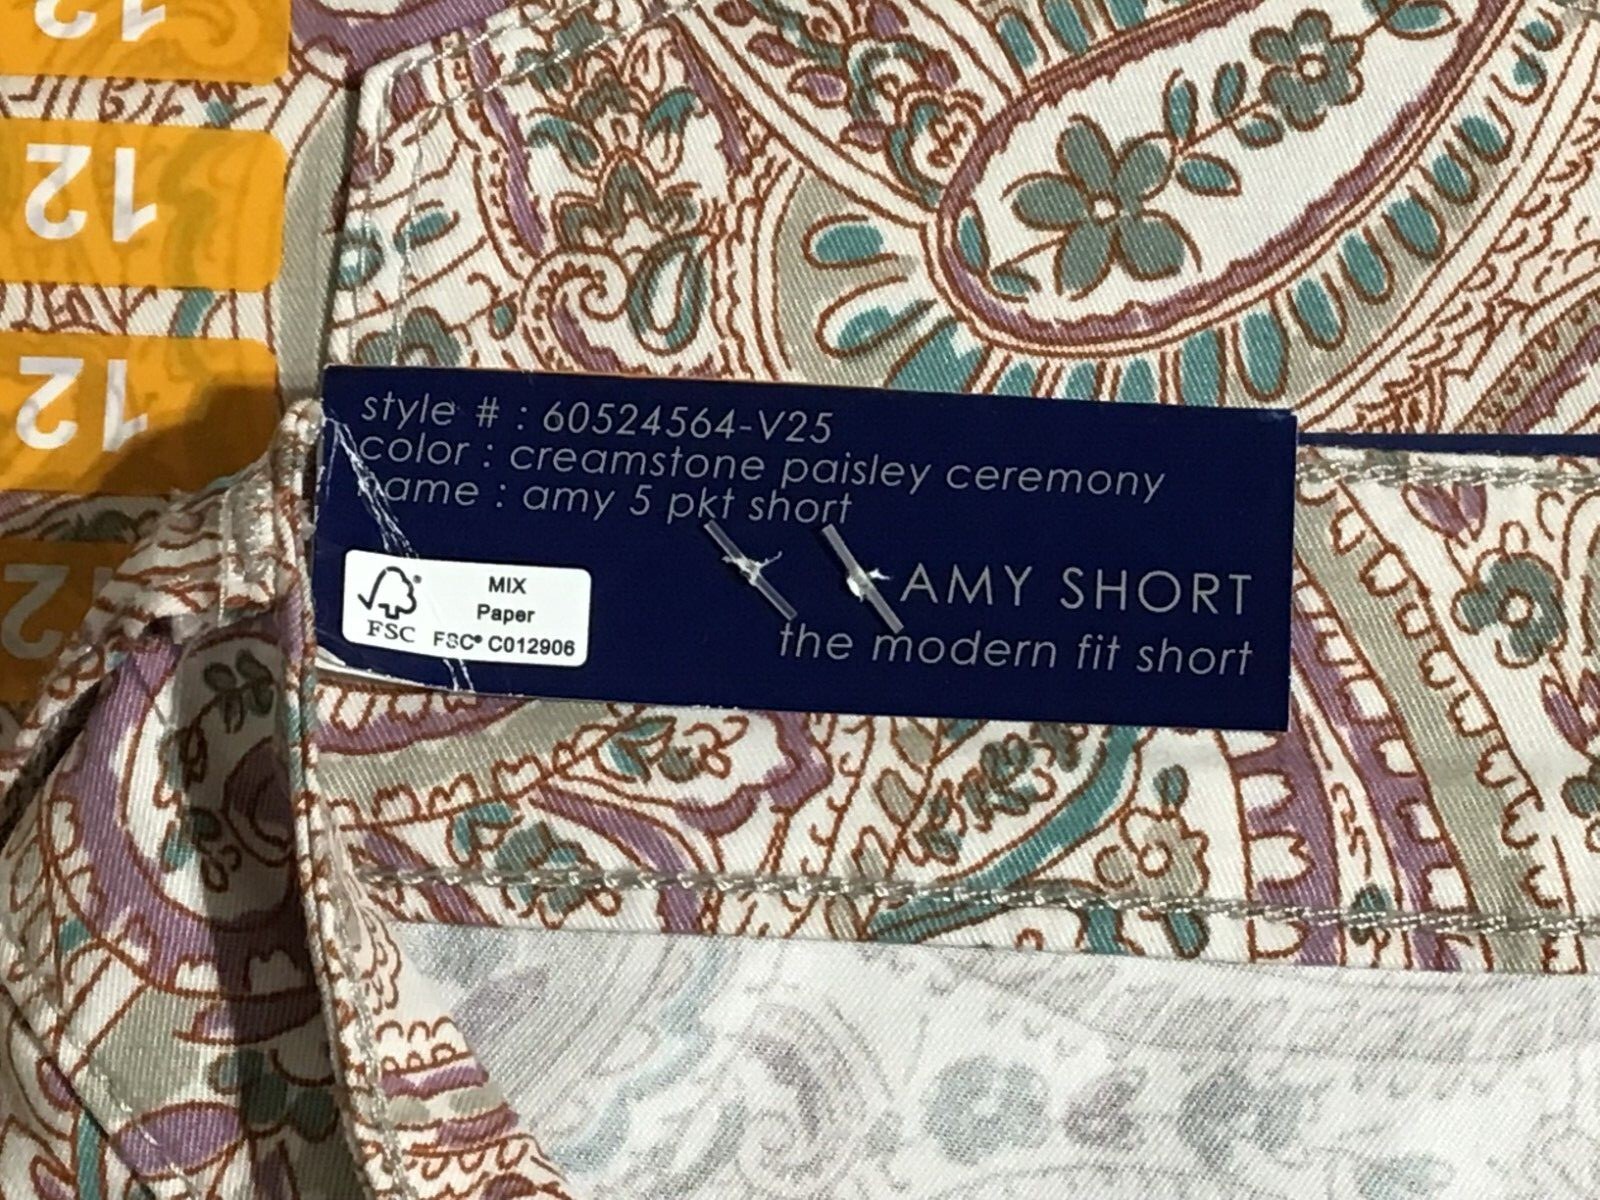 12
12
12
12
style # : 60524564-V25
color : creamstone paisley ceremony
name : amy 5 pkt short
MIX
Paper
FSC® C012906
FSC
AMY SHORT
the modern fit short